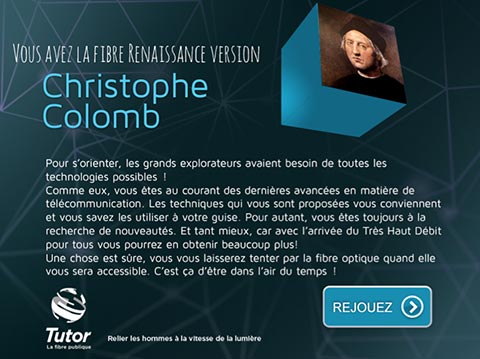 Vous avez la fibre Renaissance version
Christophe
Colomb
Pour s'orienter, les grands explorateurs avaient besoin de toutes les
technologies possibles !
Comme eux, vous êtes au courant des dernières avancées en matière de
télécommunication. Les techniques qui vous sont proposées vous conviennent
et vous savez les utiliser à votre guise. Pour autant, vous êtes toujours à la
recherche de nouveautés. Et tant mieux, car avec l'arrivée du Très Haut Débit
pour tous vous pourrez en obtenir beaucoup plus!
Une chose est sûre, vous vous laisserez tenter par la fibre optique quand elle
vous sera accessible. C'est ça d'être dans l'air du temps !
REJOUEZ
Tutor
La fibre publique
Relier les hommes à la vitesse de la lumière